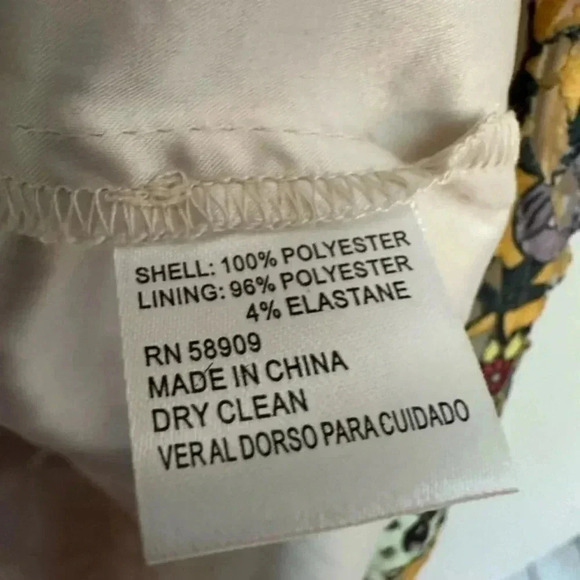 SHELL: 100% POLYESTER
LINING: 96% POLYESTER
4% ELASTANE
RN 58909
MADE IN CHINA
DRY CLEAN
VER AL DORSO PARA CUIDADO